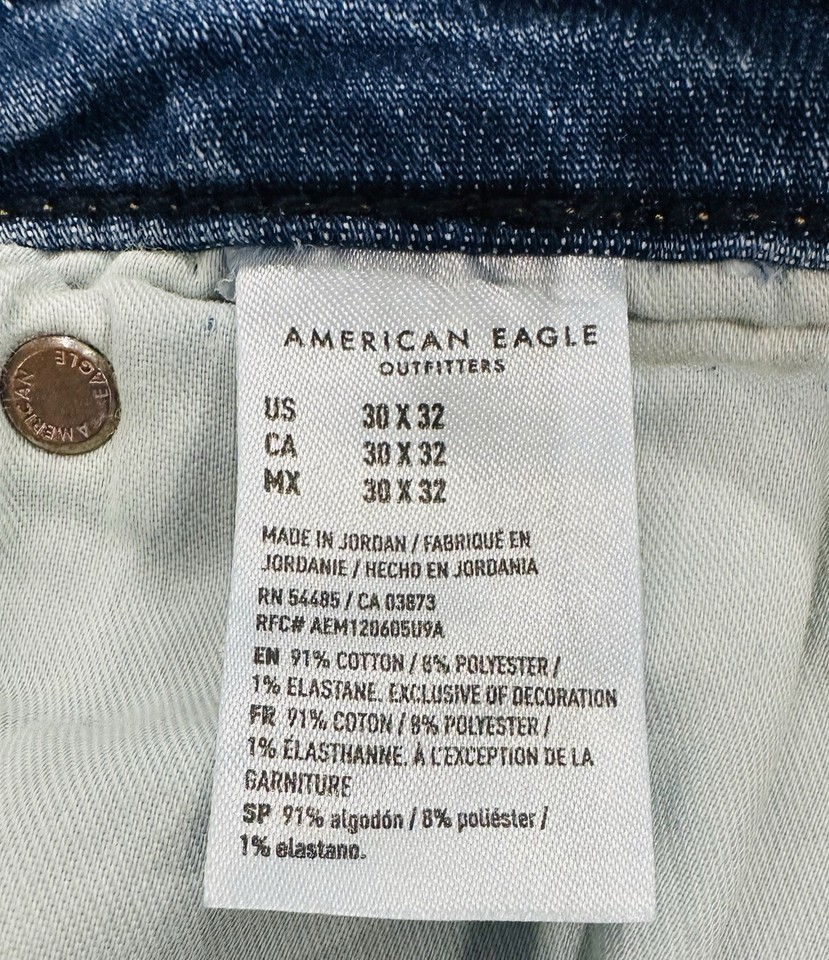 AMERICAN EAGLE
OUTFITTERS
US 30 X 32
CA 30 X 32
MX 30 X 32
MADE IN JORDAN / FABRIQUÉ EN
JORDANIE / HECHO EN JORDANIA
RN 54485 / CA 03873
RFC# AEM120605U9A
EN 91% COTTON / 8% POLYESTER /
1% ELASTANE. EXCLUSIVE OF DECORATION
FR 91% COTON / 8% POLYESTER /
1% ÉLASTHANNE. À L'EXCEPTION DE LA
GARNITURE
SP 91% algodón / 8% poliéster /
1% elastano.
AMERICAN EAGLE